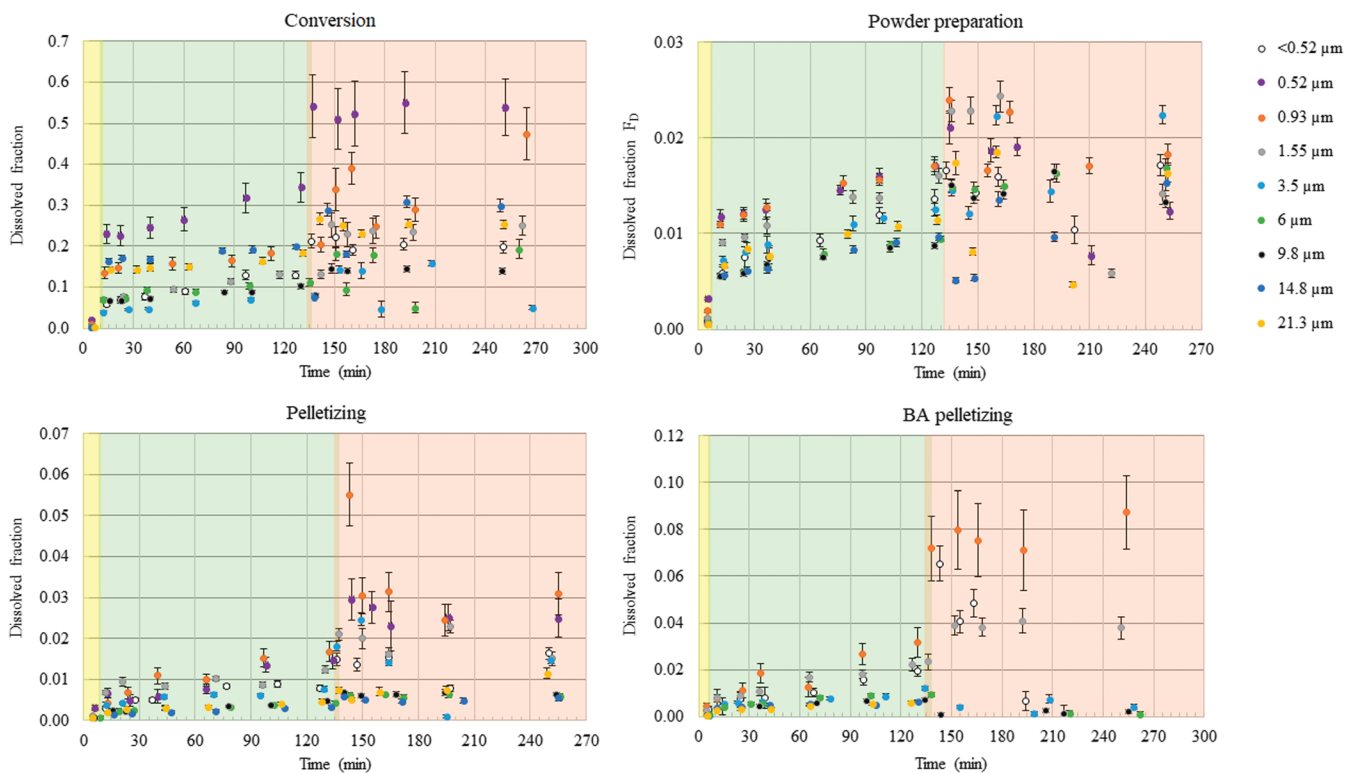 Conversion
Dissolved fraction
0.7
0.6
0.5
0.4
0.3
0.2
0.1
0.0
0 30 60 90 120 150 180 210 240 270 300
Time (min)
Powder preparation
Dissolved fraction F_D
0.03
0.02
0.01
0.00
0 30 60 90 120 150 180 210 240 270
Time (min)
<0.52 µm
0.52 µm
0.93 µm
1.55 µm
3.5 µm
6 µm
9.8 µm
14.8 µm
21.3 µm
Pelletizing
Dissolved fraction
0.07
0.06
0.05
0.04
0.03
0.02
0.01
0.00
0 30 60 90 120 150 180 210 240 270
Time (min)
BA pelletizing
Dissolved fraction
0.12
0.10
0.08
0.06
0.04
0.02
0.00
0 30 60 90 120 150 180 210 240 270 300
Time (min)